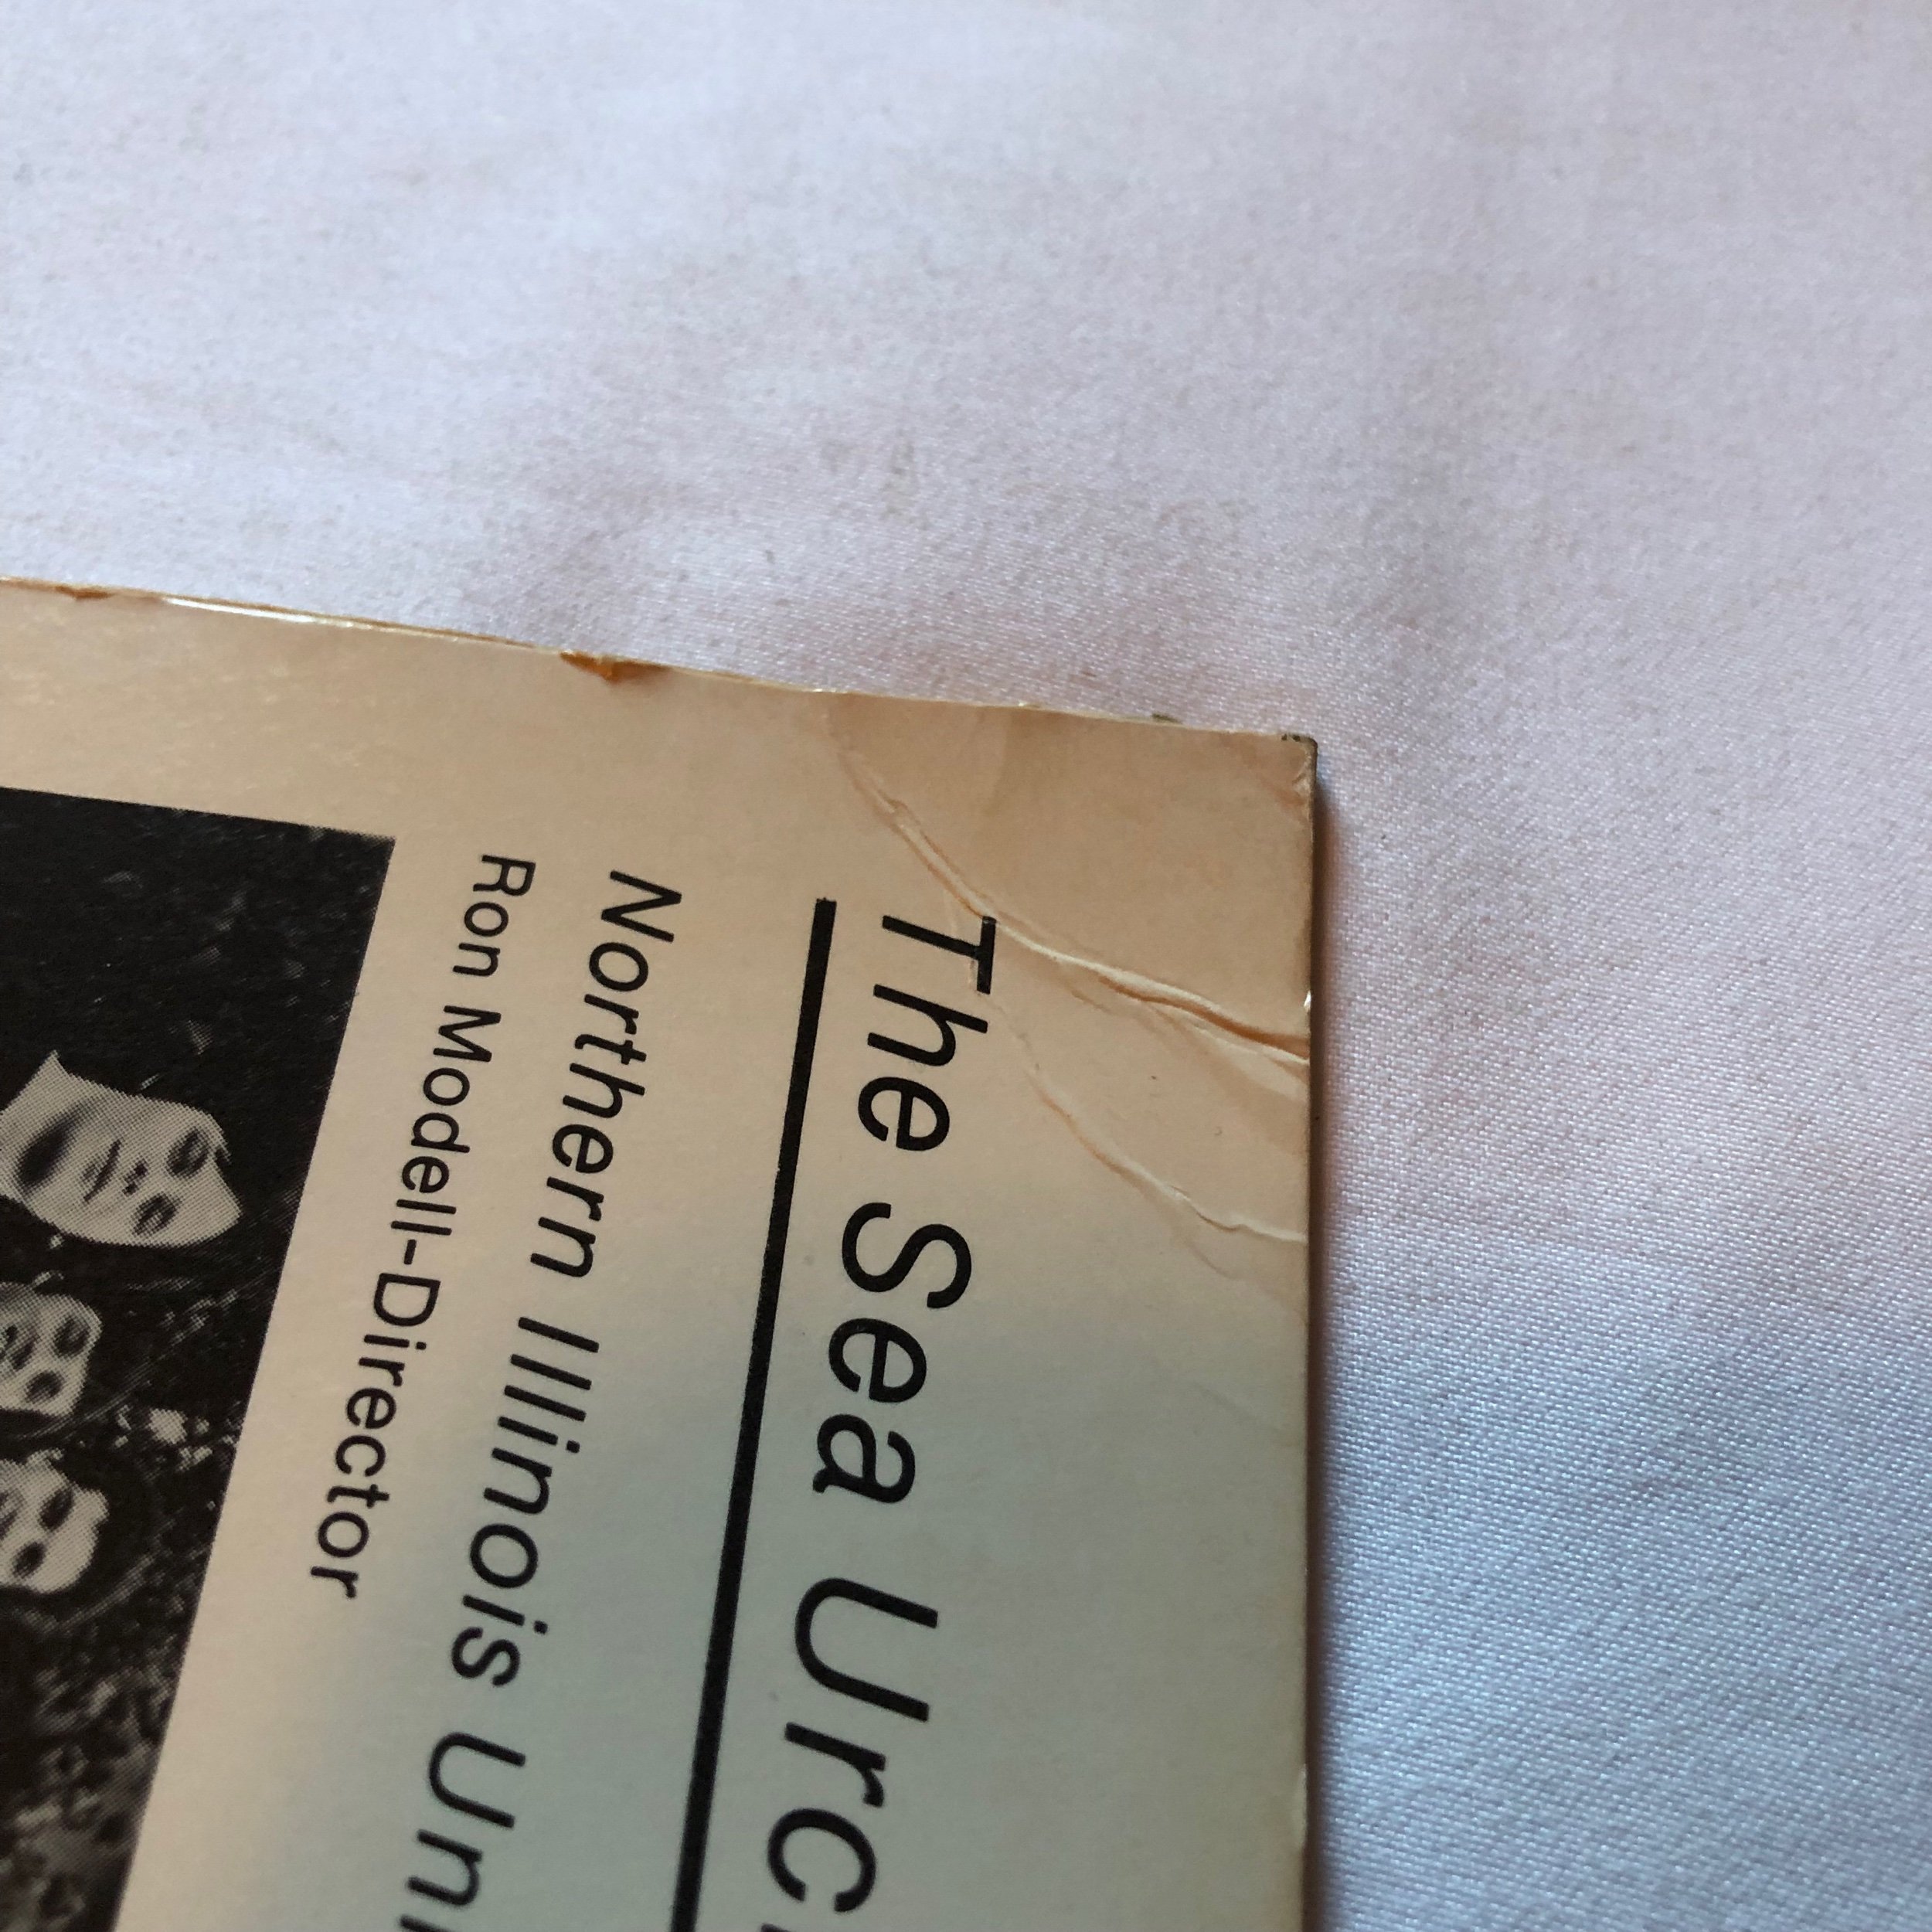 The Sea Urc
Northern Illinois Un
Ron Modell-Director